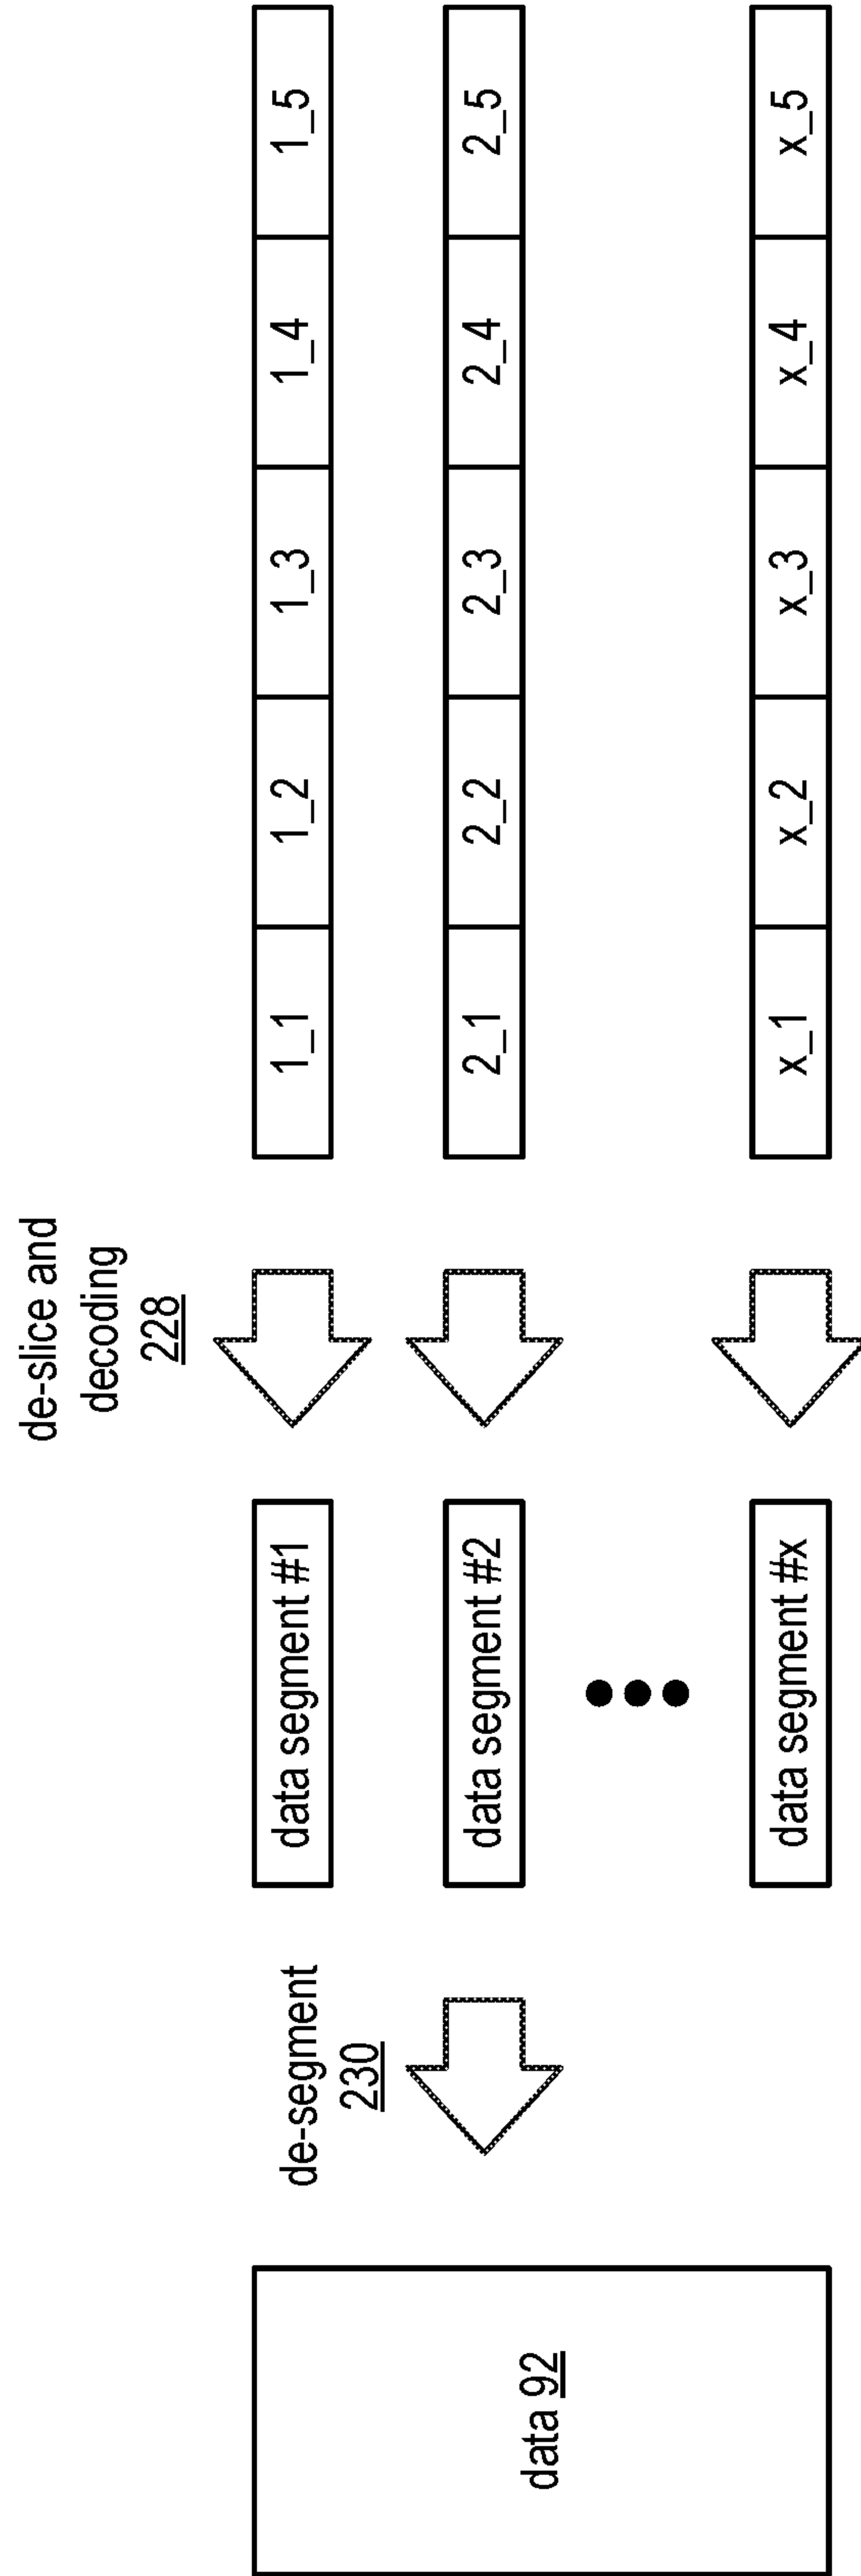 de-slice and
decoding
228
de-segment
230
data 92
data segment #1
1_1
1_2
1_3
1_4
1_5
data segment #2
2_1
2_2
2_3
2_4
2_5
data segment #x
x_1
x_2
x_3
x_4
x_5